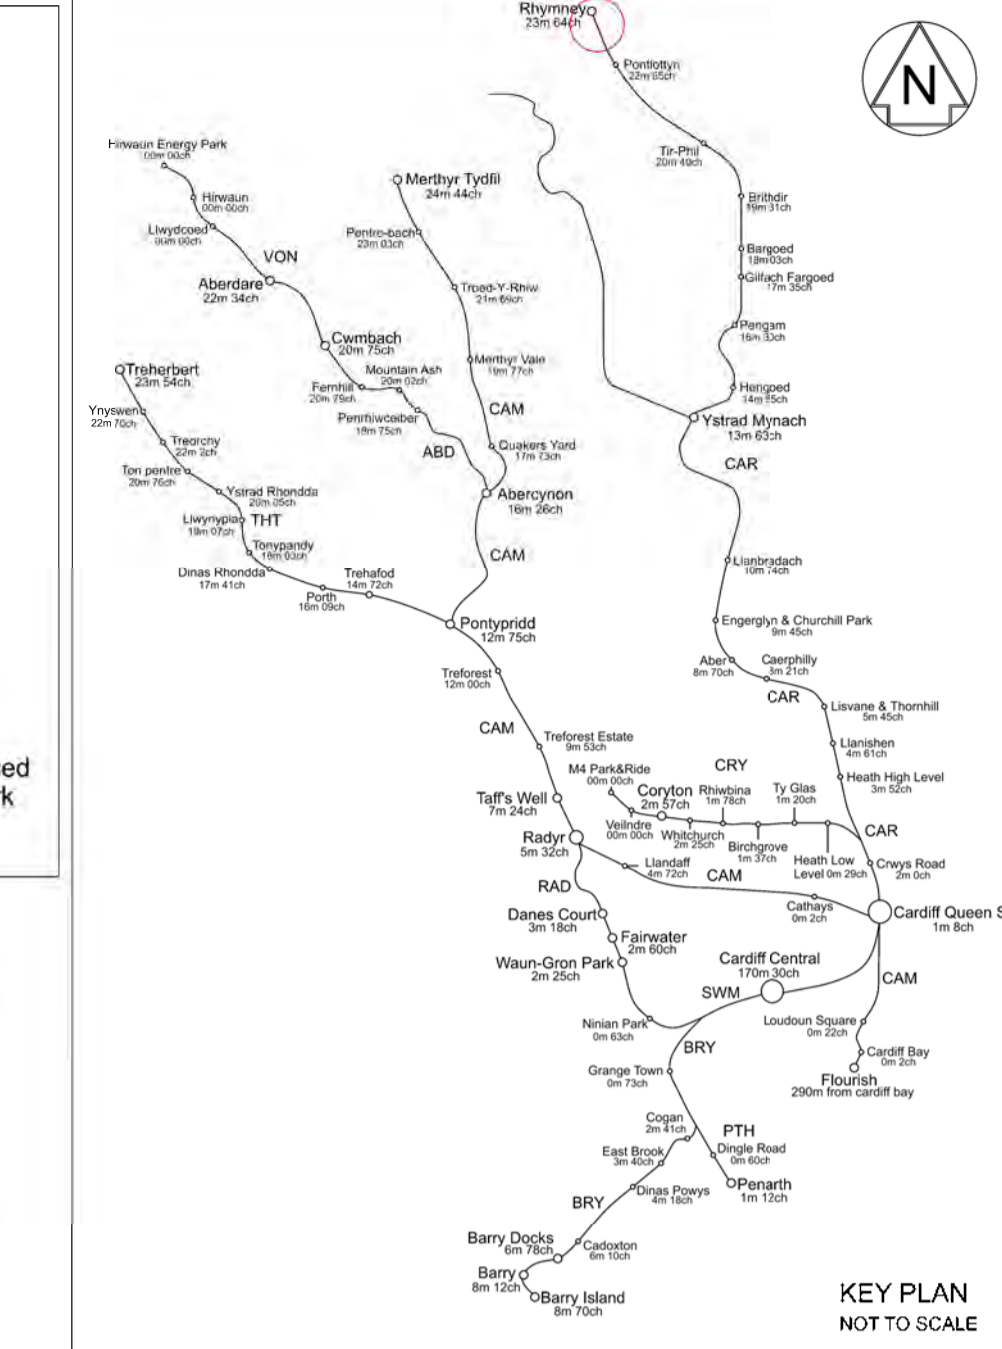 Rhymney
23m 64ch
Pontlottyn
22m 65ch
N
Tir-Phil
20m 40ch
Hirwaun Energy Park
00m 00ch
Hirwaun
00m 00ch
Llwydcoed
00m 00ch
Merthyr Tydfil
24m 44ch
Brithdir
19m 31ch
Pentre-bach
23m 03ch
VON
Bargoed
18m 03ch
Aberdare
22m 34ch
Troed-Y-Rhiw
21m 69ch
Gilfach Fargoed
17m 35ch
Pengam
16m 30ch
Cwmbach
20m 75ch
Merthyr Vale
19m 77ch
Treherbert
23m 54ch
Mountain Ash
20m 02ch
Fernhill
20m 79ch
Hengoed
14m 65ch
Ynyswen
22m 70ch
Penrhiwceiber
18m 75ch
CAM
Ystrad Mynach
13m 63ch
Treorchy
22m 2ch
ABD
Quakers Yard
17m 73ch
CAR
Ton pentre
20m 76ch
Ystrad Rhondda
20m 05ch
Abercynon
16m 26ch
Llwynypia
19m 07ch
THT
Tonypandy
18m 03ch
CAM
Dinas Rhondda
17m 41ch
Trehafod
14m 72ch
Llanbradach
10m 74ch
Porth
16m 09ch
Pontypridd
12m 75ch
Engerglyn & Churchill Park
9m 45ch
Treforest
12m 00ch
Aber
8m 70ch
Caerphilly
8m 21ch
CAR
Lisvane & Thornhill
5m 45ch
CAM
Treforest Estate
9m 53ch
Llanishen
4m 61ch
ed
k
M4 Park&Ride
00m 00ch
CRY
Heath High Level
3m 52ch
Taff's Well
7m 24ch
Coryton
2m 57ch
Rhiwbina
1m 78ch
Ty Glas
1m 20ch
Radyr
5m 32ch
Veilndre
00m 00ch
Whitchurch
2m 25ch
Birchgrove
1m 37ch
CAR
Heath Low
Level 0m 29ch
Crwys Road
2m 0ch
Llandaff
4m 72ch
CAM
RAD
Cathays
0m 2ch
Danes Court
3m 18ch
Cardiff Queen S
1m 8ch
Fairwater
2m 60ch
Waun-Gron Park
2m 25ch
Cardiff Central
170m 30ch
SWM
CAM
Ninian Park
0m 63ch
Loudoun Square
0m 22ch
BRY
Cardiff Bay
0m 2ch
Grange Town
0m 73ch
Flourish
290m from cardiff bay
Cogan
2m 41ch
PTH
East Brook
3m 40ch
Dingle Road
0m 60ch
Dinas Powys
4m 18ch
Penarth
1m 12ch
BRY
Barry Docks
6m 78ch
Cadoxton
6m 10ch
Barry
8m 12ch
Barry Island
8m 70ch
KEY PLAN
NOT TO SCALE